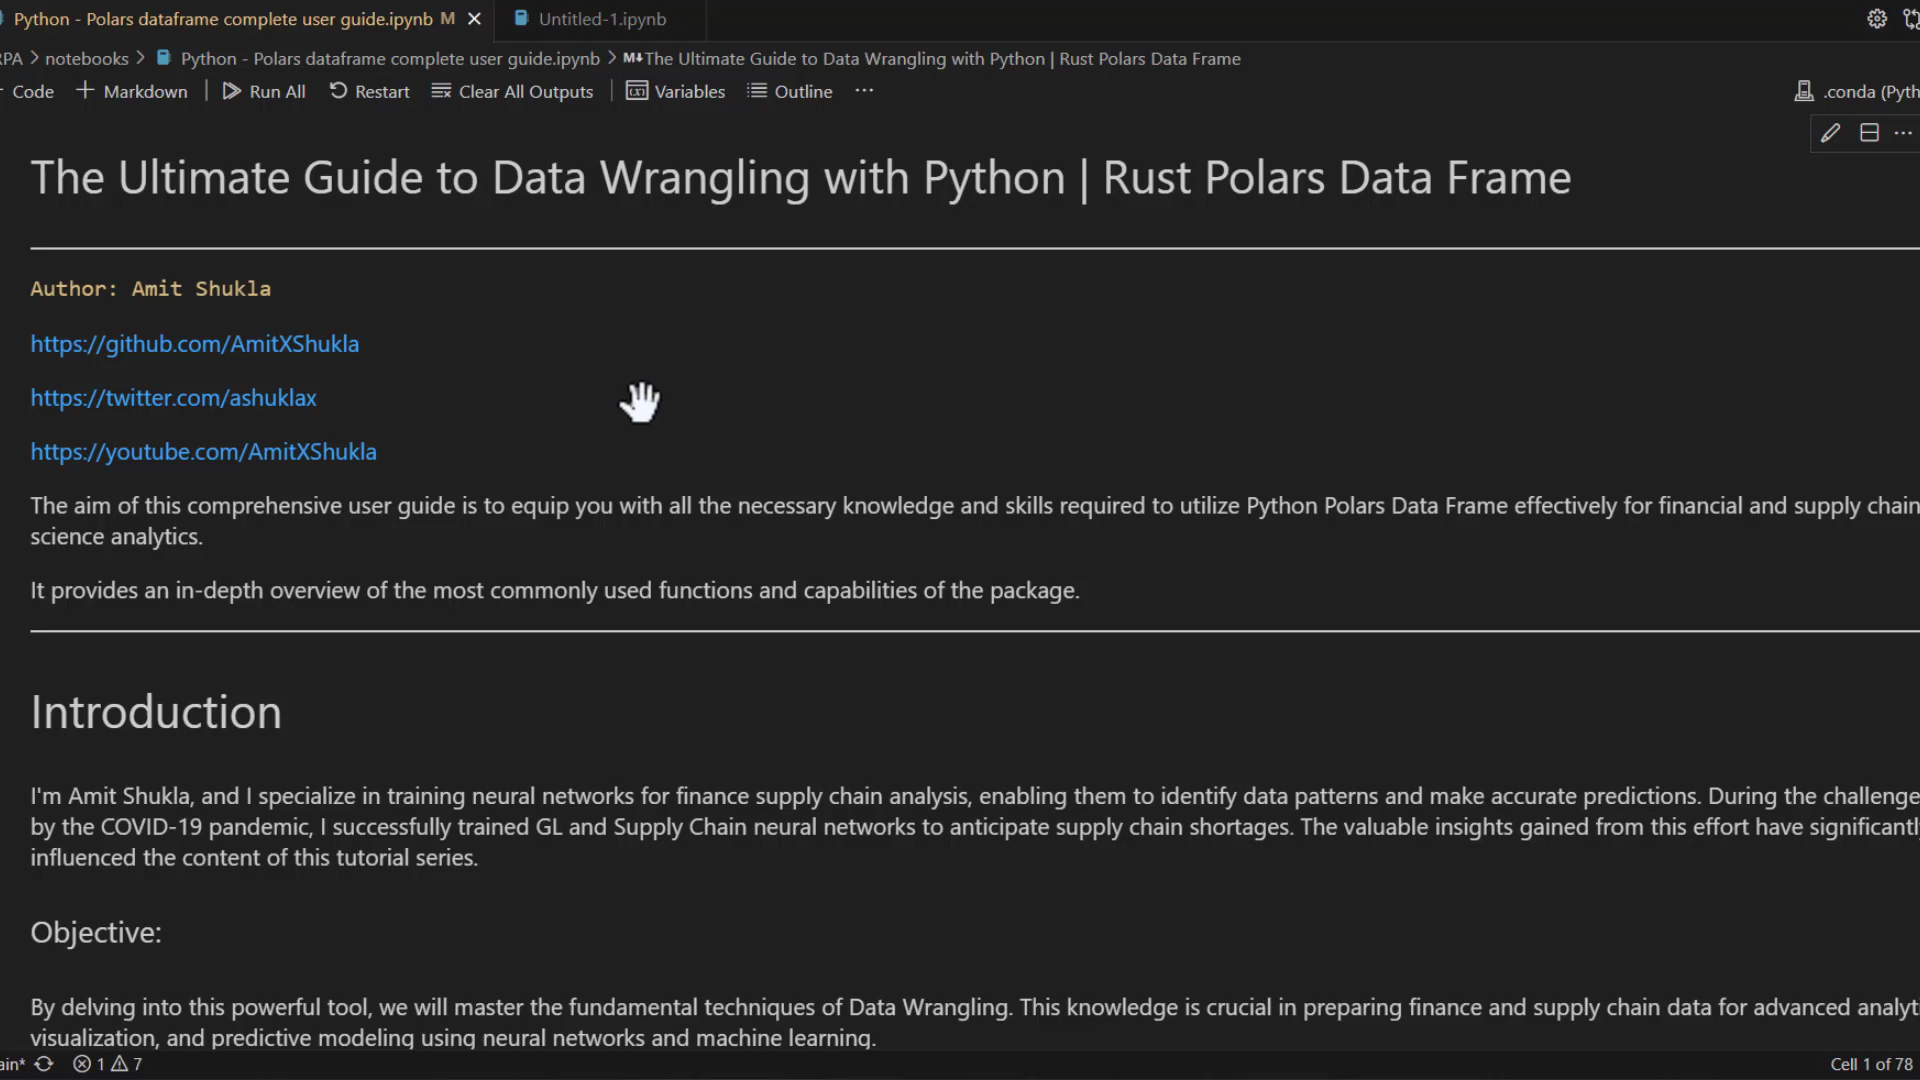 Python - Polars dataframe complete user guide.ipynb M Untitled-1.ipynb
RPA > notebooks > Python - Polars dataframe complete user guide.ipynb > M↓The Ultimate Guide to Data Wrangling with Python | Rust Polars Data Frame
Code + Markdown Run All Restart Clear All Outputs Variables Outline ··· .conda (Pyth
The Ultimate Guide to Data Wrangling with Python | Rust Polars Data Frame
Author: Amit Shukla
https://github.com/AmitXShukla
https://twitter.com/ashuklax
https://youtube.com/AmitXShukla
The aim of this comprehensive user guide is to equip you with all the necessary knowledge and skills required to utilize Python Polars Data Frame effectively for financial and supply chain
science analytics.
It provides an in-depth overview of the most commonly used functions and capabilities of the package.
Introduction
I'm Amit Shukla, and I specialize in training neural networks for finance supply chain analysis, enabling them to identify data patterns and make accurate predictions. During the challenge
by the COVID-19 pandemic, I successfully trained GL and Supply Chain neural networks to anticipate supply chain shortages. The valuable insights gained from this effort have significantly
influenced the content of this tutorial series.
Objective:
By delving into this powerful tool, we will master the fundamental techniques of Data Wrangling. This knowledge is crucial in preparing finance and supply chain data for advanced analyti
visualization, and predictive modeling using neural networks and machine learning.
ain* 1 7 Cell 1 of 78